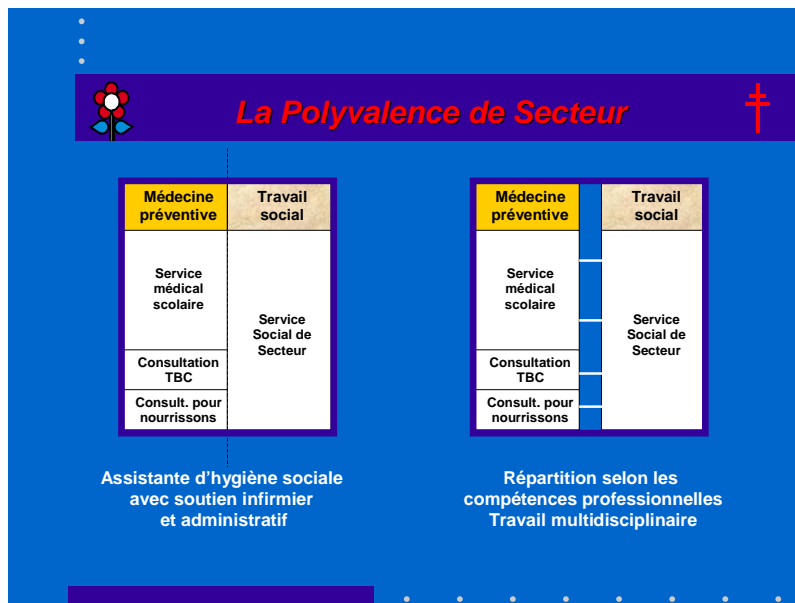 La Polyvalence de Secteur
Médecine
préventive
Travail
social
Service
médical
scolaire
Service
Social de
Secteur
Consultation
TBC
Consult. pour
nourrissons
Assistante d’hygiène sociale
avec soutien infirmier
et administratif
Médecine
préventive
Travail
social
Service
médical
scolaire
Service
Social de
Secteur
Consultation
TBC
Consult. pour
nourrissons
Répartition selon les
compétences professionnelles
Travail multidisciplinaire